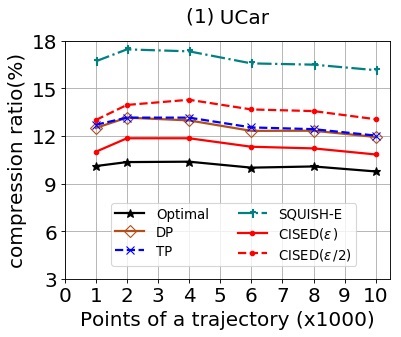 (1) UCar
compression ratio(%)
18
15
12
9
6
3
Optimal
DP
TP
SQUISH-E
CISED(ε)
CISED(ε/2)
0 1 2 3 4 5 6 7 8 9 10
Points of a trajectory (x1000)